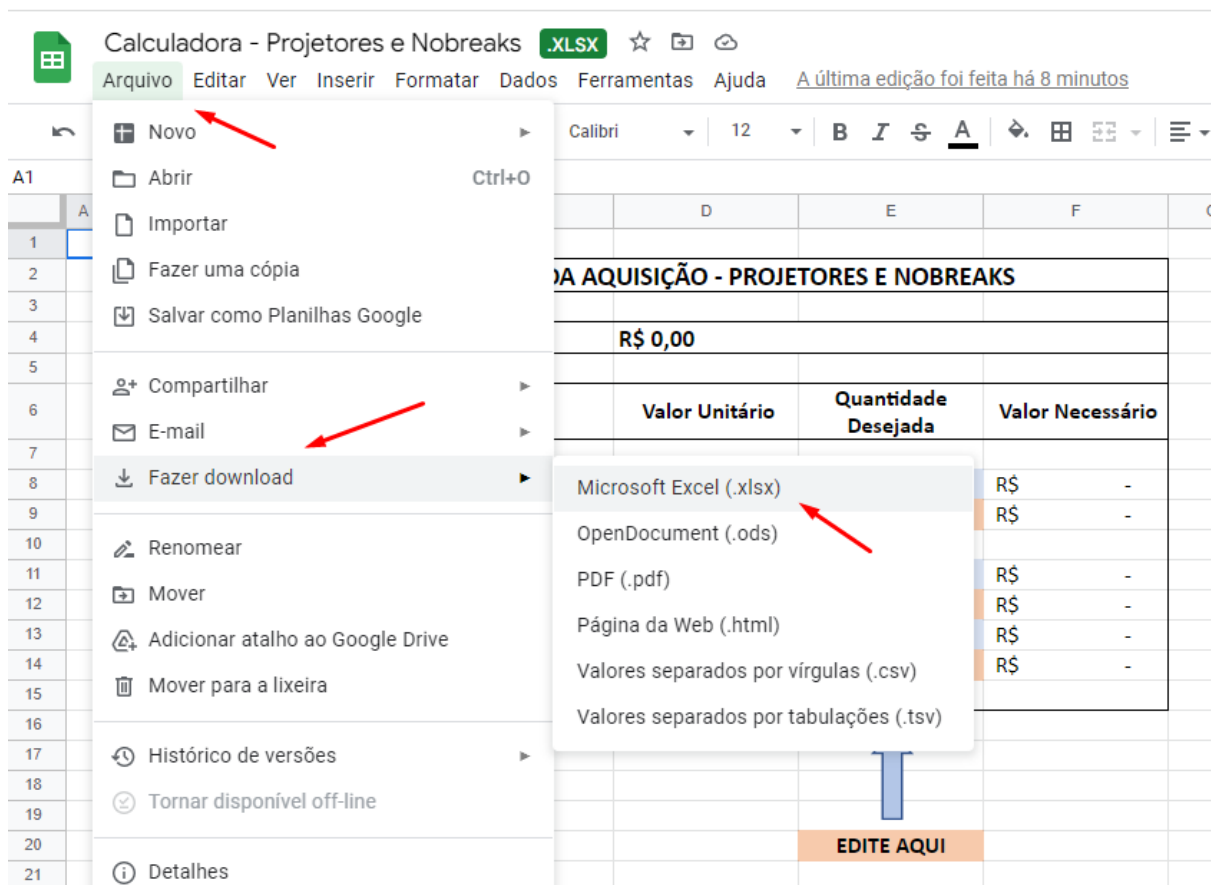 Calculadora - Projetores e Nobreaks .XLSX
Arquivo Editar Ver Inserir Formatar Dados Ferramentas Ajuda A última edição foi feita há 8 minutos
Novo
Calibri 12 B I S A
A1
Abrir Ctrl+O
Importar
Fazer uma cópia
Salvar como Planilhas Google
Compartilhar
E-mail
Fazer download
Renomear
Mover
Adicionar atalho ao Google Drive
Mover para a lixeira
Histórico de versões
Tornar disponível off-line
Detalhes
Microsoft Excel (.xlsx)
OpenDocument (.ods)
PDF (.pdf)
Página da Web (.html)
Valores separados por vírgulas (.csv)
Valores separados por tabulações (.tsv)
A D E F
1
2 DA AQUISIÇÃO - PROJETORES E NOBREAKS
3
4 R$ 0,00
5
6 Valor Unitário Quantidade Desejada Valor Necessário
7
8 R$ -
9 R$ -
10
11 R$ -
12 R$ -
13 R$ -
14 R$ -
15
16
17
18
19
20 EDITE AQUI
21